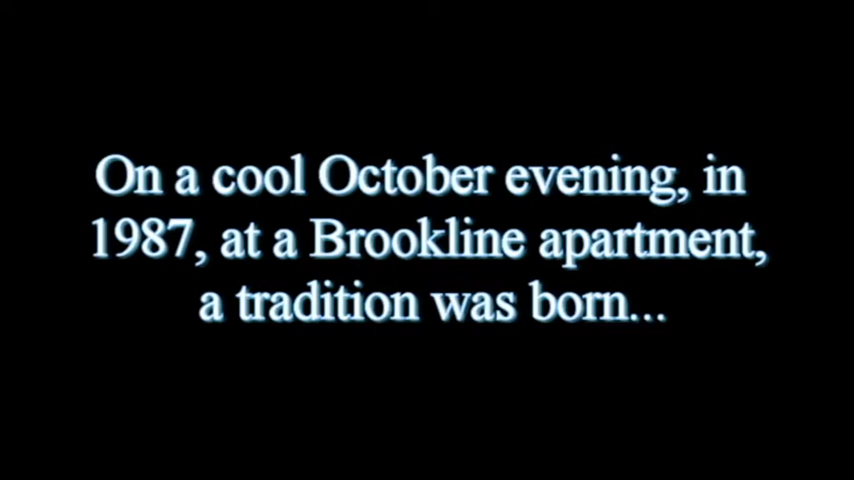 On a cool October evening, in
1987, at a Brookline apartment,
a tradition was born...